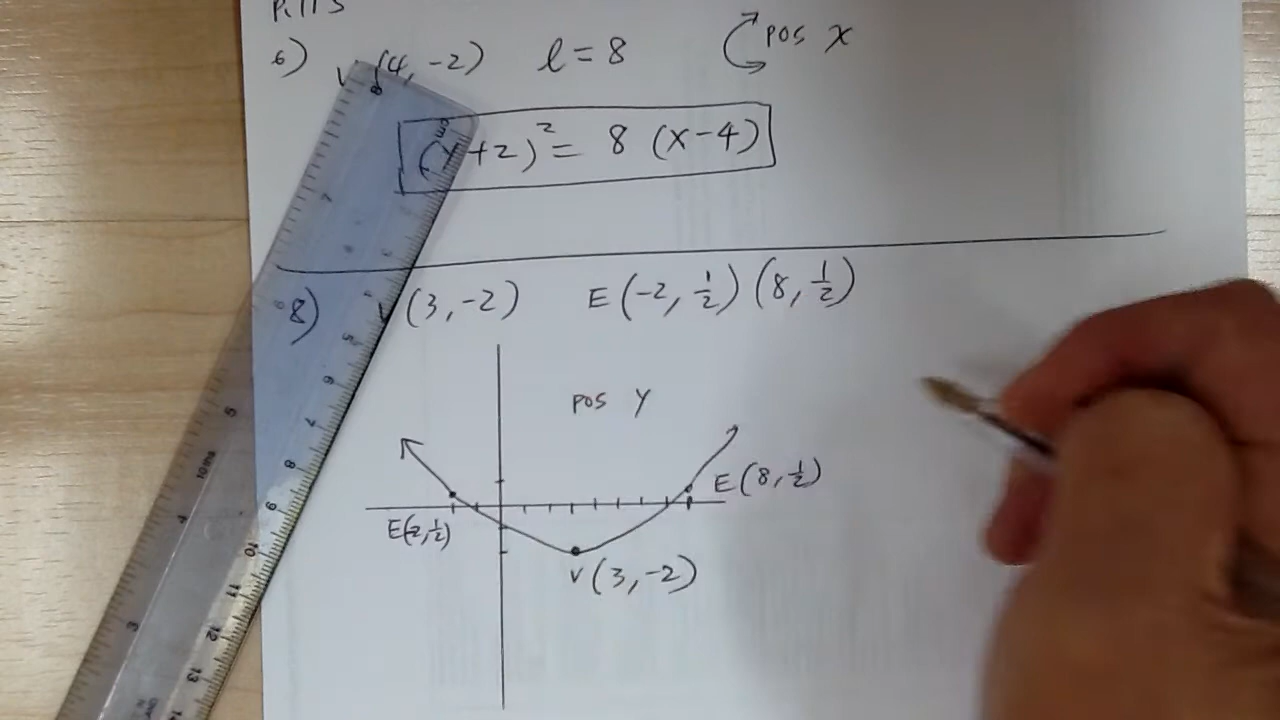 P. 113
6) V (4, -2) l = 8 pos x
(y+2)² = 8 (x-4)
8) V (3, -2) E (-2, 1/2) (8, 1/2)
pos y
E (8, 1/2)
E(-2, 1/2)
V (3, -2)